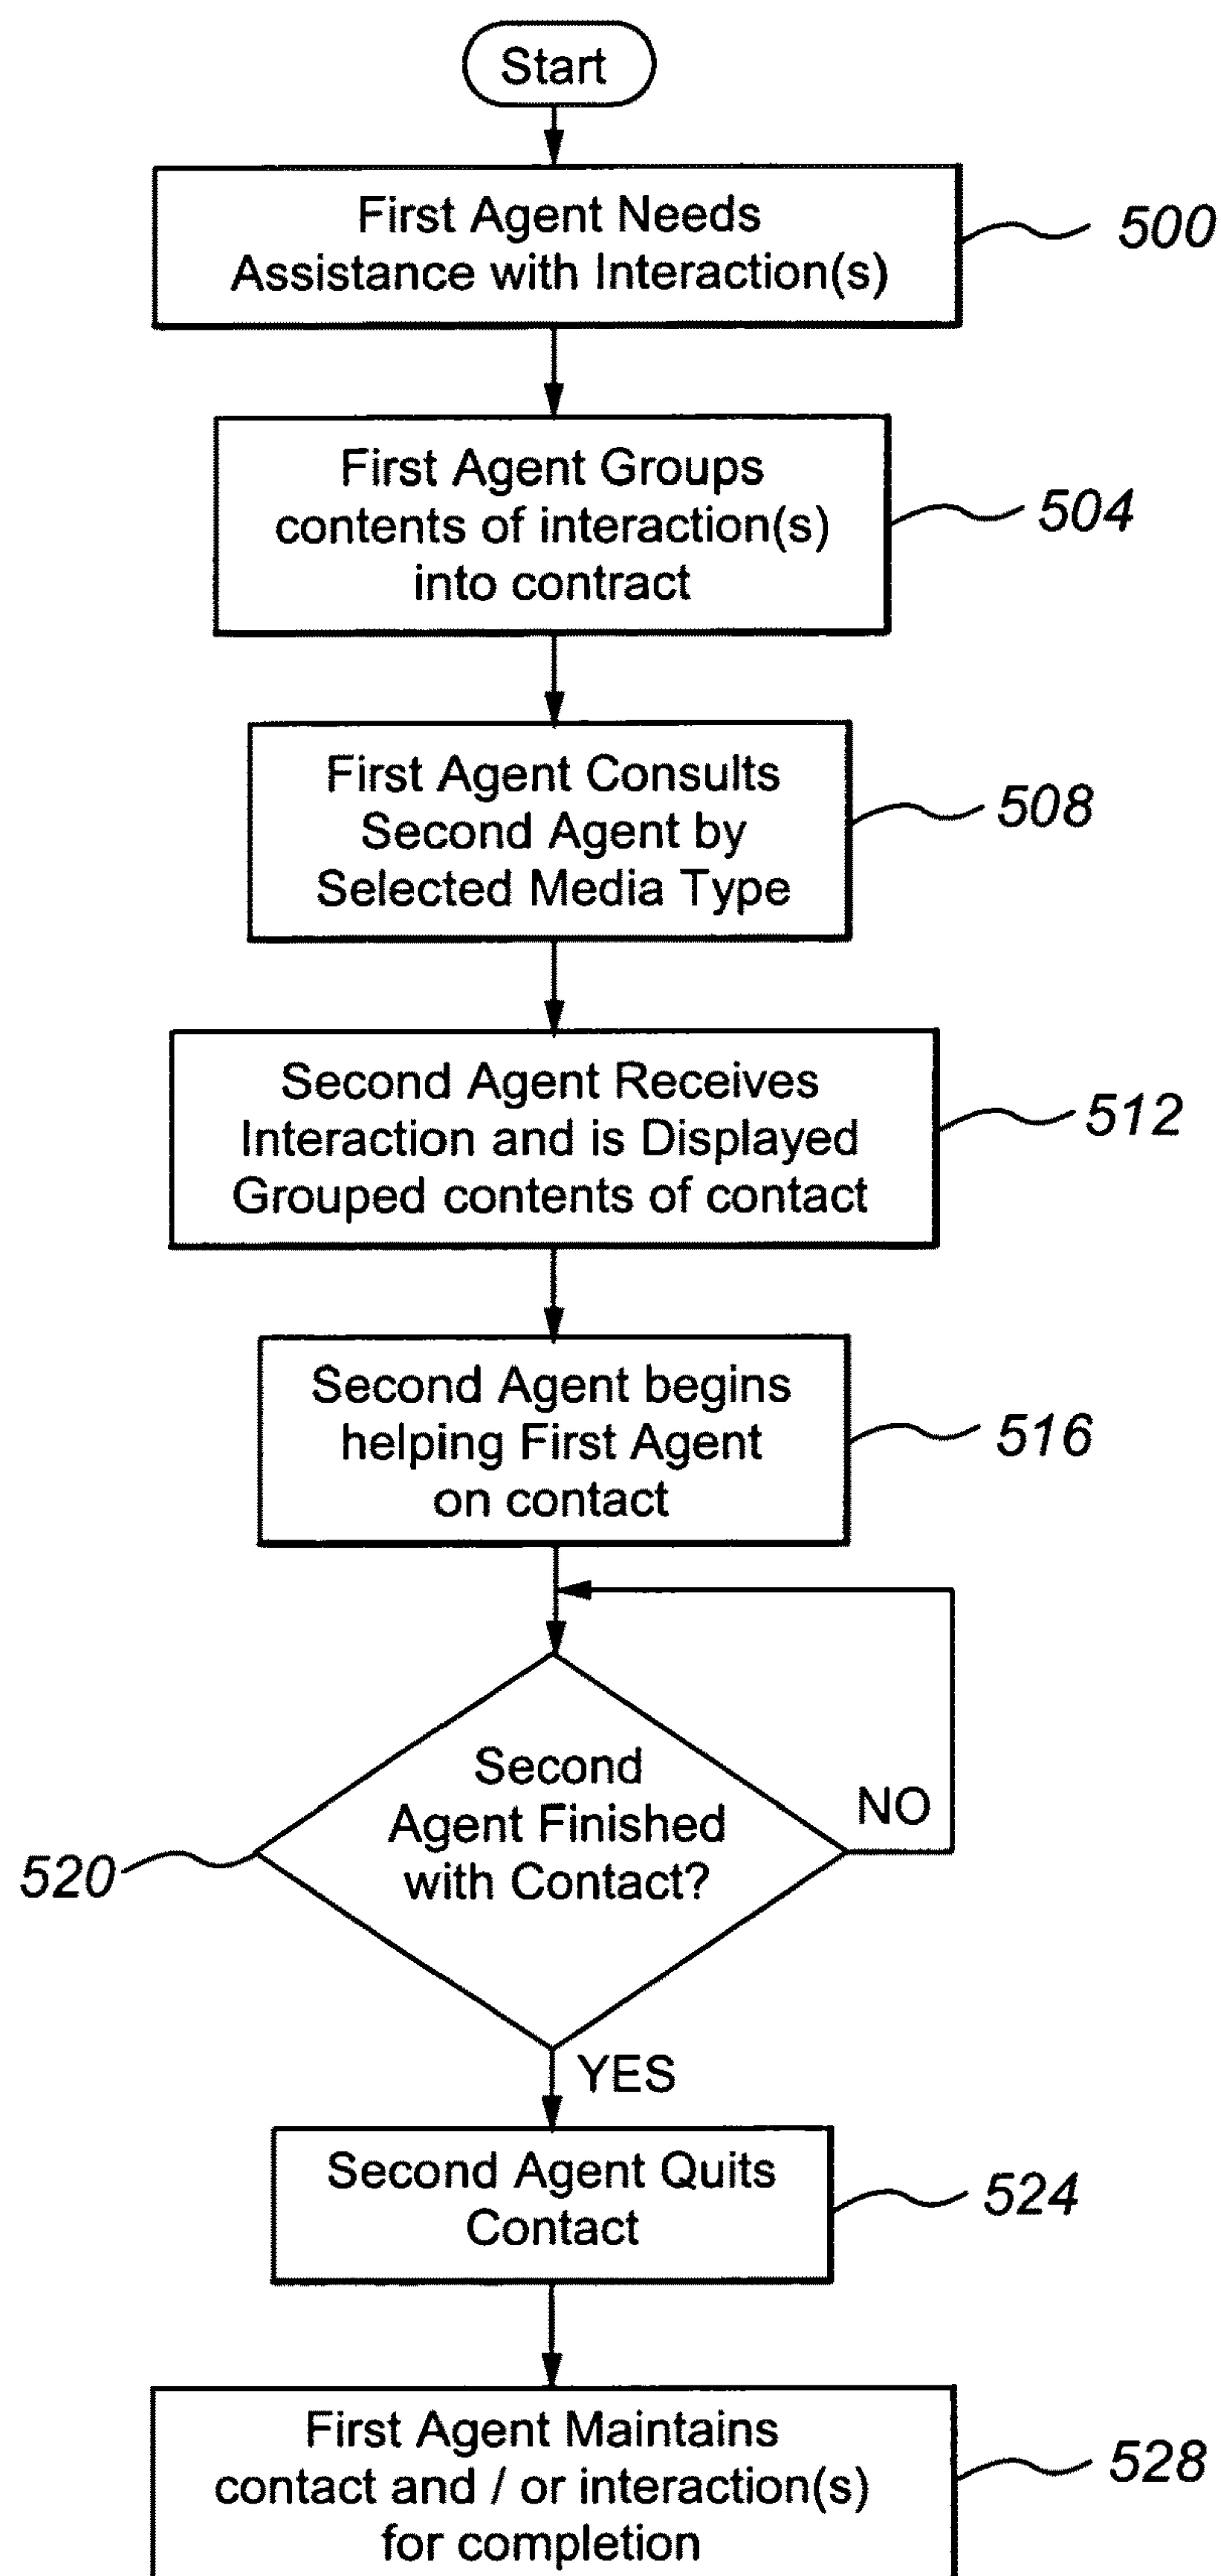 Start
First Agent Needs
Assistance with Interaction(s)
500
First Agent Groups
contents of interaction(s)
into contract
504
First Agent Consults
Second Agent by
Selected Media Type
508
Second Agent Receives
Interaction and is Displayed
Grouped contents of contact
512
Second Agent begins
helping First Agent
on contact
516
Second
Agent Finished
with Contact?
NO
520
YES
Second Agent Quits
Contact
524
First Agent Maintains
contact and / or interaction(s)
for completion
528